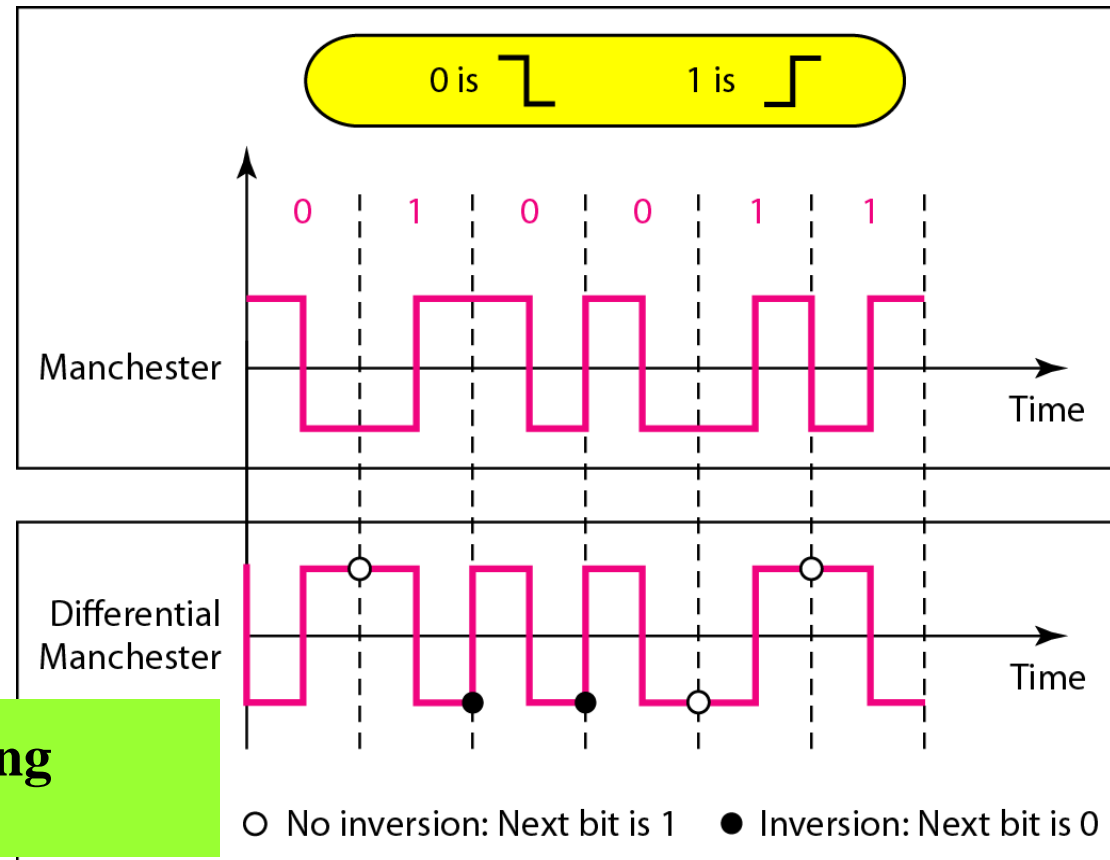 0 is 1 is
0 1 0 0 1 1
Manchester
Time
Differential
Manchester
Time
ng
No inversion: Next bit is 1 Inversion: Next bit is 0